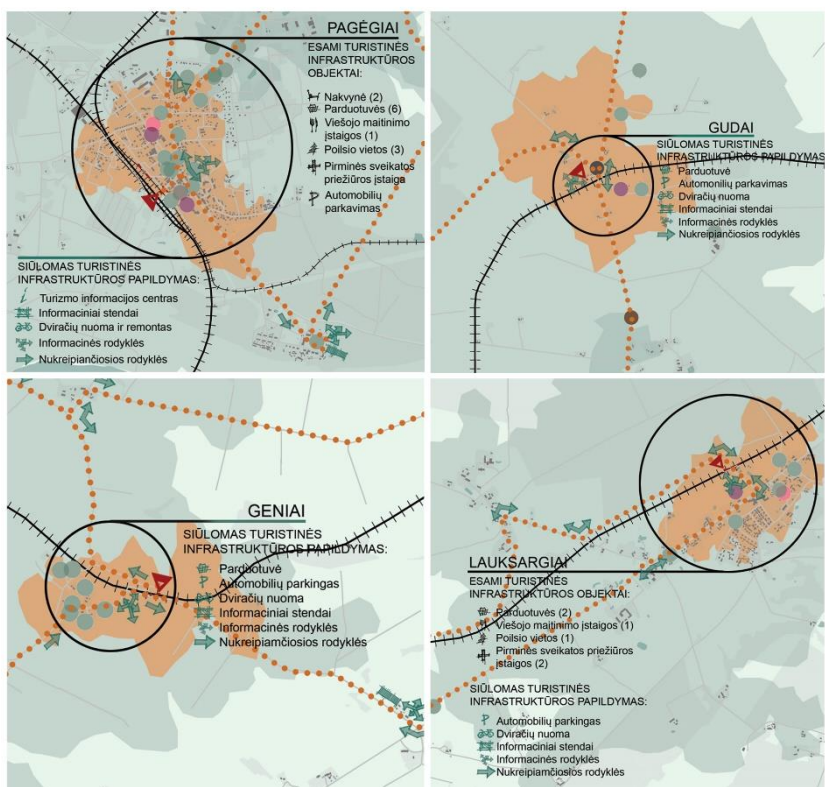 PAGĖGIAI
ESAMI TURISTINĖS
INFRASTRUKTŪROS
OBJEKTAI:
Nakvynė (2)
Parduotuvės (6)
Viešojo maitinimo
įstaigos (1)
Poilsio vietos (3)
Pirminės sveikatos
priežiūros įstaiga
Automobilių
parkavimas
SIŪLOMAS TURISTINĖS
INFRASTRUKTŪROS PAPILDYMAS:
Turizmo informacijos centras
Informaciniai stendai
Dviračių nuoma ir remontas
Informacinės rodyklės
Nukreipiančiosios rodyklės
GUDAI
SIŪLOMAS TURISTINĖS
INFRASTRUKTŪROS PAPILDYMAS:
Parduotuvė
Automonilių parkavimas
Dviračių nuoma
Informaciniai stendai
Informacinės rodyklės
Nukreipiančiosios rodyklės
GENIAI
SIŪLOMAS TURISTINĖS
INFRASTRUKTŪROS PAPILDYMAS:
Parduotuvė
Automobilių parkingas
Dviračių nuoma
Informaciniai stendai
Informacinės rodyklės
Nukreipiamčiosios rodyklės
LAUKSARGIAI
ESAMI TURISTINĖS
INFRASTRUKTŪROS OBJEKTAI:
Parduotuvės (2)
Viešojo maitinimo įstaigos (1)
Poilsio vietos (1)
Pirminės sveikatos priežiūros
įstaigos (2)
SIŪLOMAS TURISTINĖS
INFRASTRUKTŪROS PAPILDYMAS:
Automobilių parkingas
Dviračių nuoma
Informaciniai stendai
Informacinės rodyklės
Nukreipiamčiosios rodyklės